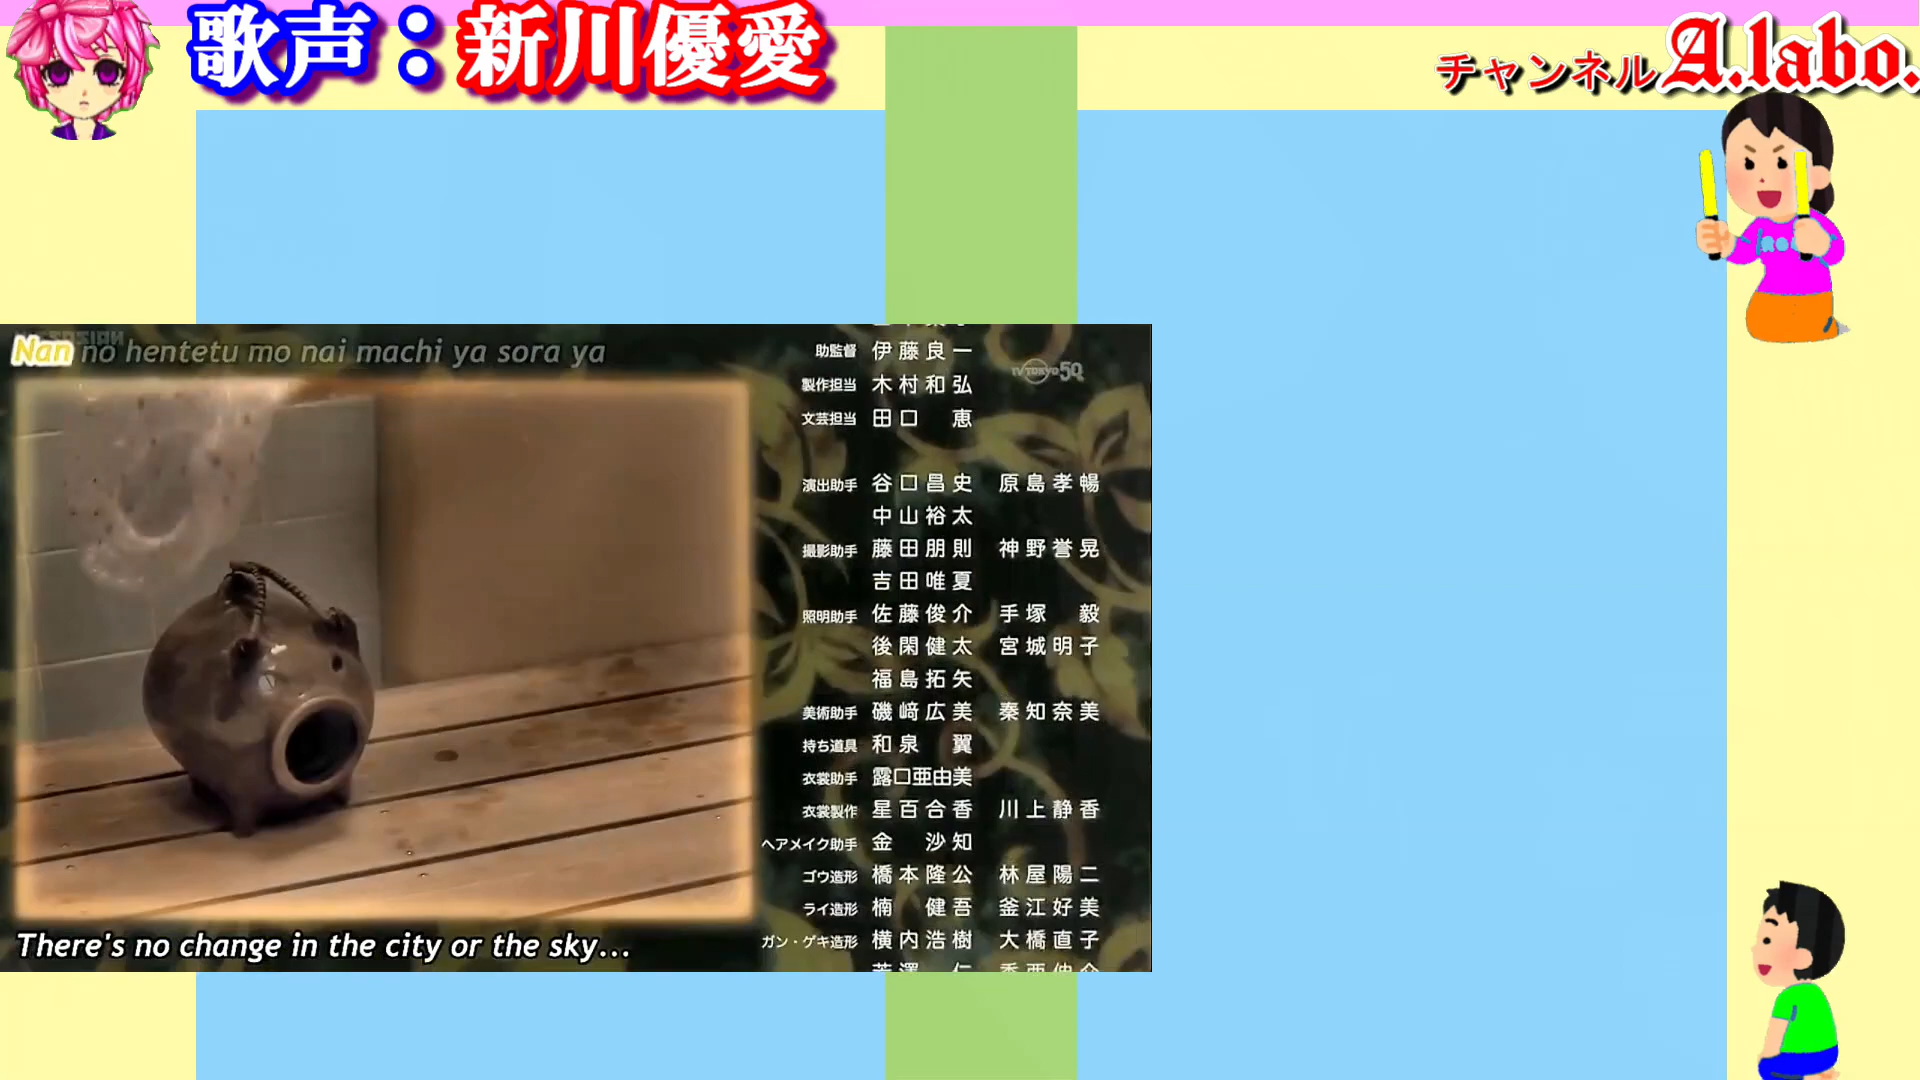 歌声：新川優愛
チャンネル A.labo.
Nan no hentetu mo nai machi ya sora ya
TV TOKYO 50
助監督 伊藤良一
製作担当 木村和弘
文芸担当 田口 恵
演出助手 谷口昌史 原島孝暢
中山裕太
撮影助手 藤田朋則 神野誉晃
吉田唯夏
照明助手 佐藤俊介 手塚 毅
後閑健太 宮城明子
福島拓矢
美術助手 磯﨑広美 秦知奈美
持ち道具 和泉 翼
衣裳助手 露口亜由美
衣裳製作 星百合香 川上静香
ヘアメイク助手 金 沙知
ゴウ造形 橋本隆公 林屋陽二
ライ造形 楠 健吾 釜江好美
ガン・ゲキ造形 横内浩樹 大橋直子
There's no change in the city or the sky...